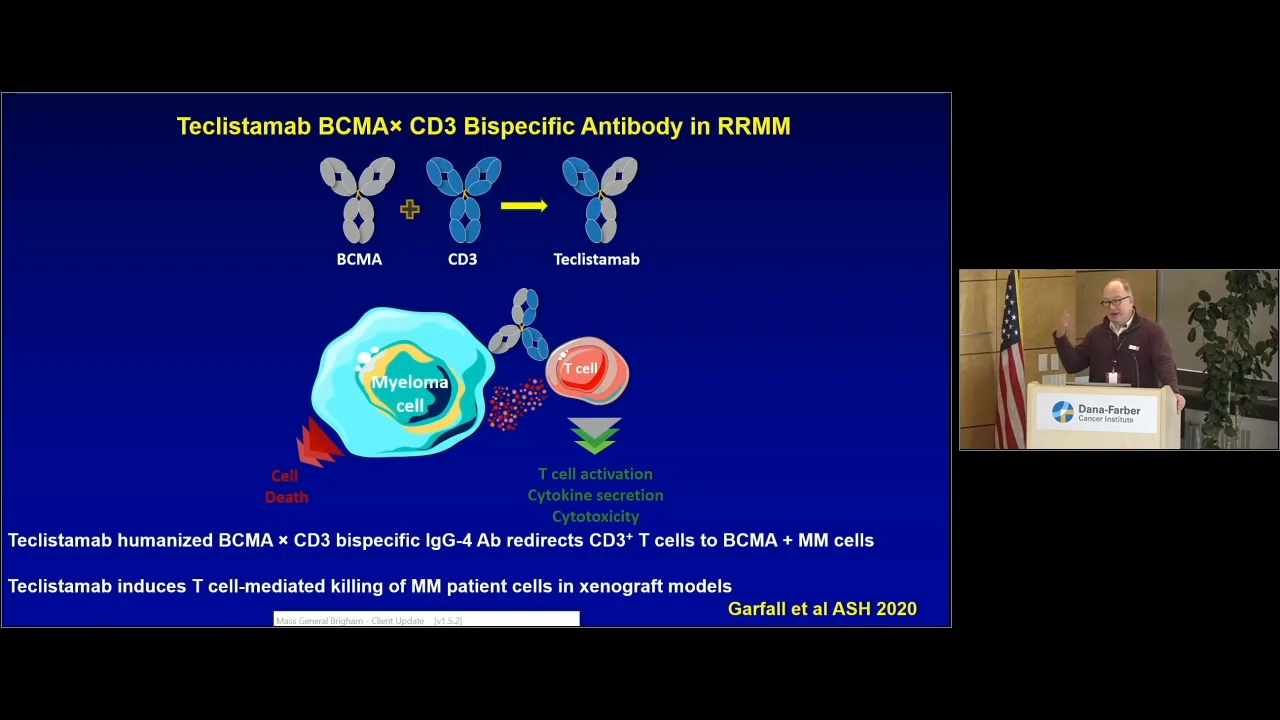 Teclistamab BCMA× CD3 Bispecific Antibody in RRMM
BCMA
CD3
Teclistamab
Myeloma
cell
T cell
Cell
Death
T cell activation
Cytokine secretion
Cytotoxicity
Teclistamab humanized BCMA × CD3 bispecific IgG-4 Ab redirects CD3⁺ T cells to BCMA + MM cells
Teclistamab induces T cell-mediated killing of MM patient cells in xenograft models
Garfall et al ASH 2020
Mass General Brigham - Client Update [v1.5.2]
Dana-Farber
Cancer Institute